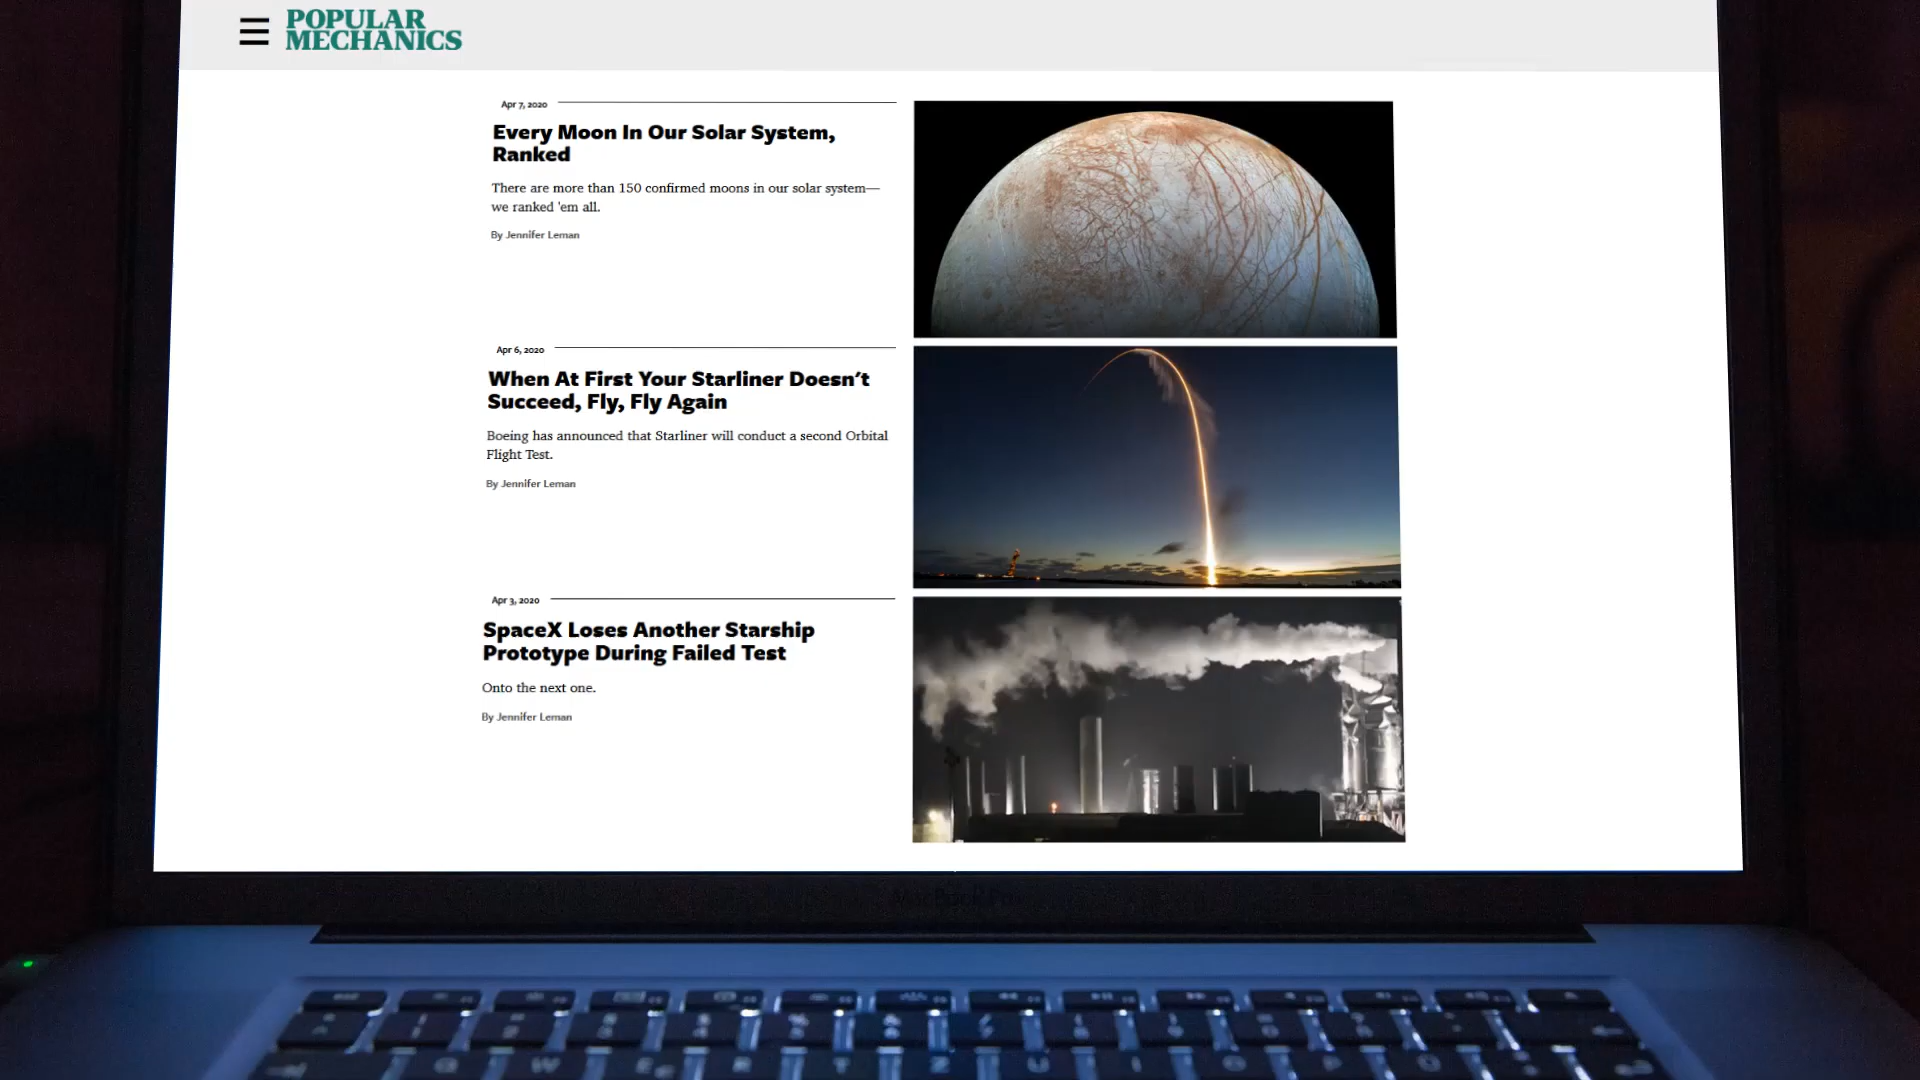 POPULAR
MECHANICS
Apr 7, 2020
Every Moon In Our Solar System,
Ranked
There are more than 150 confirmed moons in our solar system—
we ranked 'em all.
By Jennifer Leman
Apr 6, 2020
When At First Your Starliner Doesn't
Succeed, Fly, Fly Again
Boeing has announced that Starliner will conduct a second Orbital
Flight Test.
By Jennifer Leman
Apr 3, 2020
SpaceX Loses Another Starship
Prototype During Failed Test
Onto the next one.
By Jennifer Leman
MacBook Pro